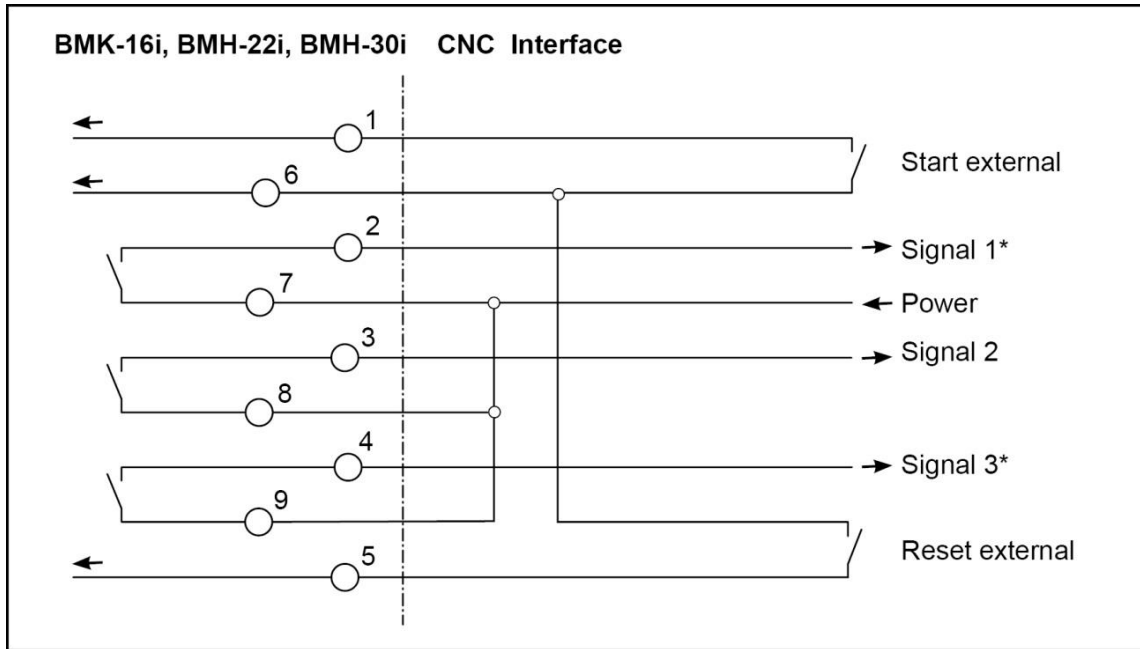 BMK-16i, BMH-22i, BMH-30i CNC Interface
1
Start external
6
2
Signal 1*
7
Power
3
Signal 2
8
4
Signal 3*
9
Reset external
5